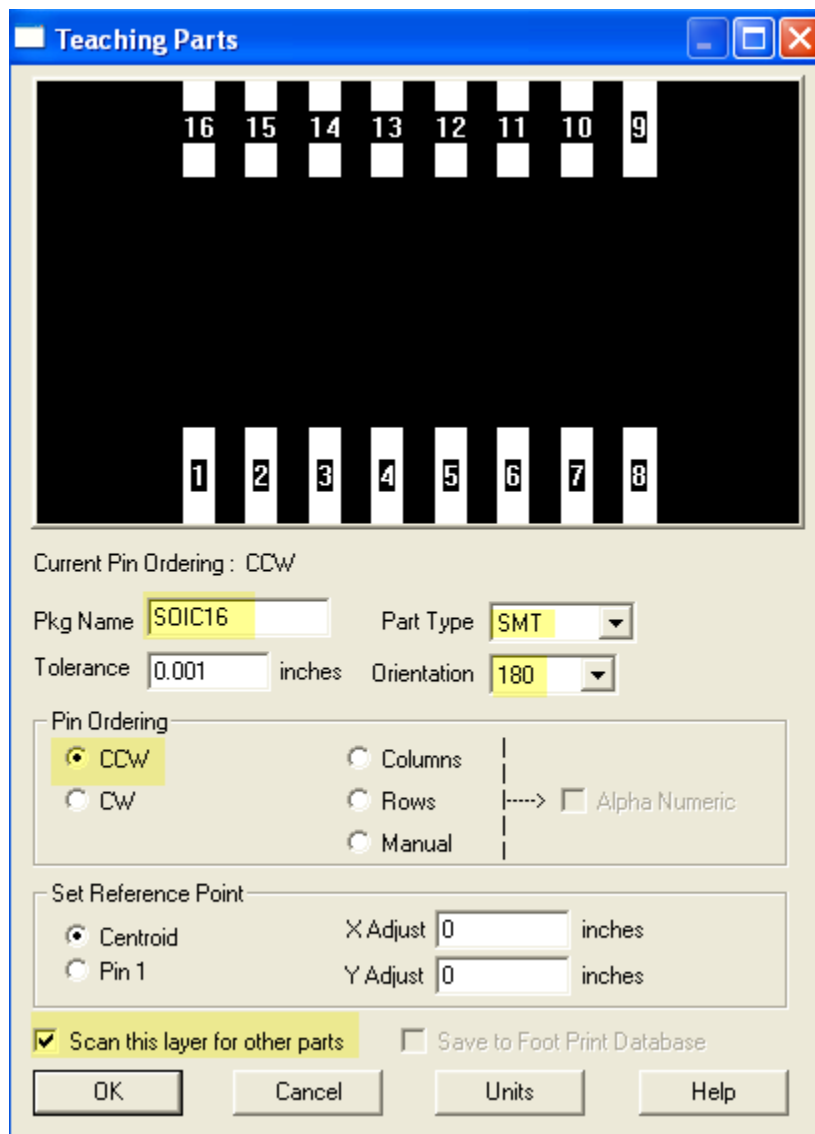 Teaching Parts
16 15 14 13 12 11 10 9
1 2 3 4 5 6 7 8
Current Pin Ordering : CCW
Pkg Name SOIC16 Part Type SMT
Tolerance 0.001 inches Orientation 180
Pin Ordering
CCW Columns
CW Rows Alpha Numeric
Manual
Set Reference Point
Centroid X Adjust 0 inches
Pin 1 Y Adjust 0 inches
Scan this layer for other parts Save to Foot Print Database
OK Cancel Units Help